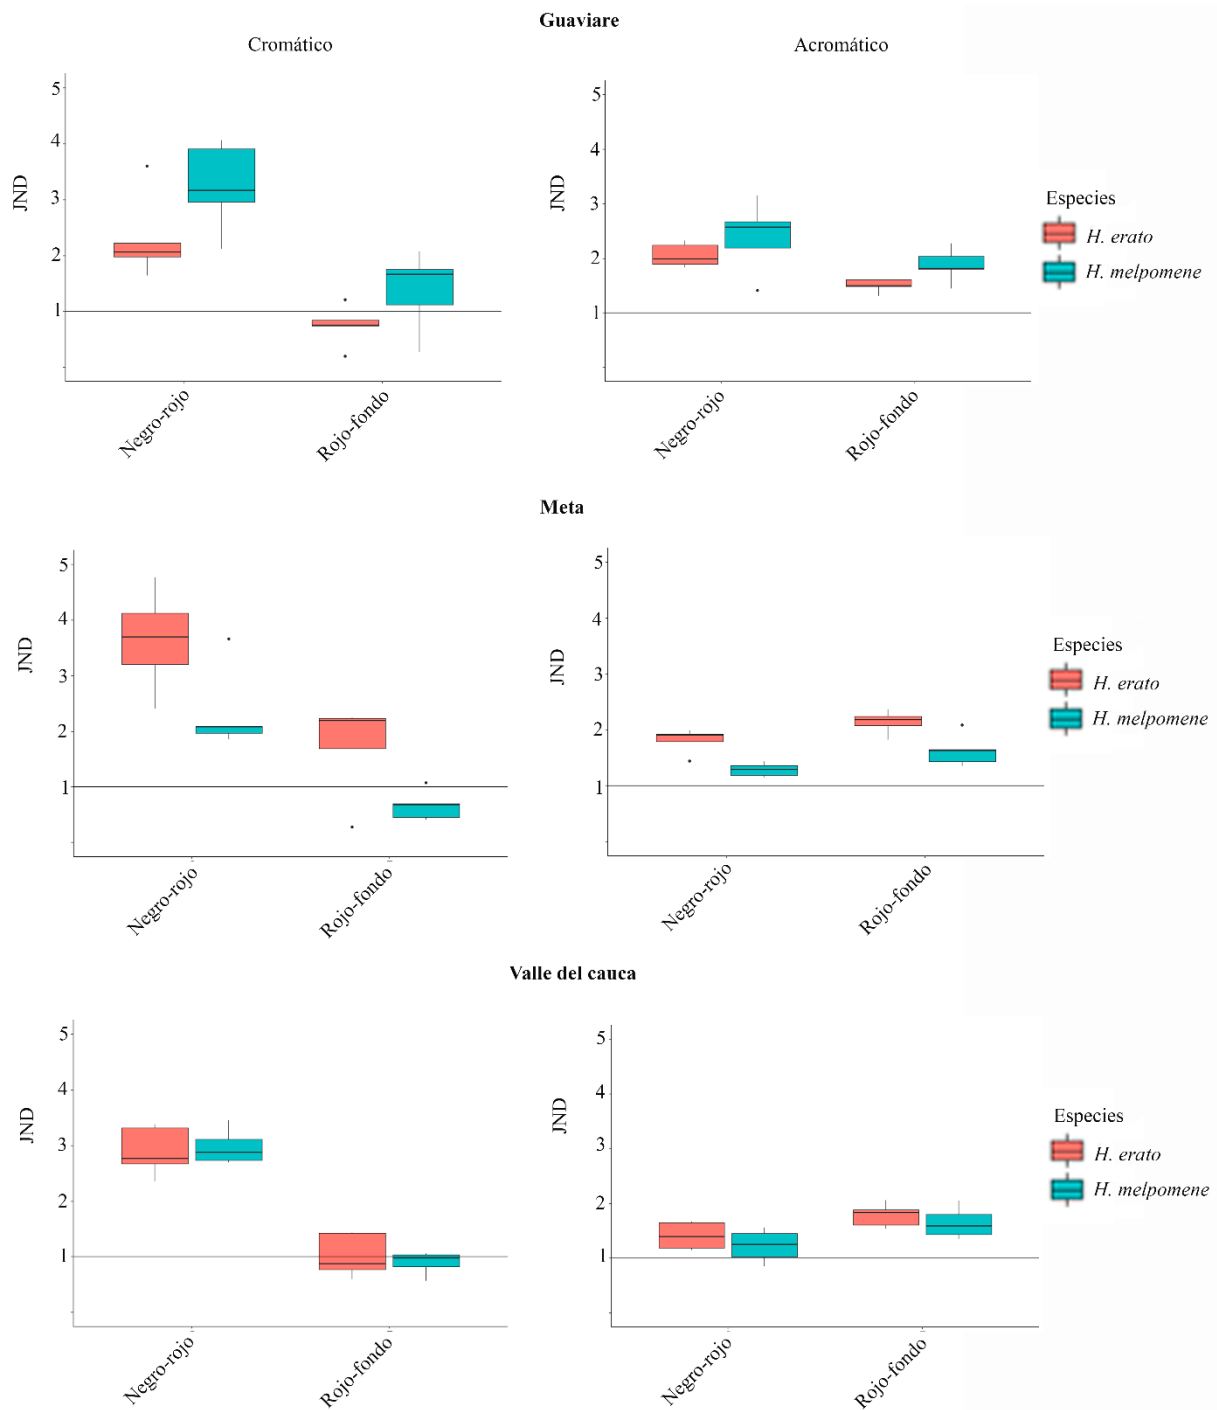 Guaviare
Cromático
Acromático
5
4
3
2
1
JND
Negro-rojo
Rojo-fondo
5
4
3
2
1
JND
Negro-rojo
Rojo-fondo
Especies
H. erato
H. melpomene
Meta
5
4
3
2
1
JND
Negro-rojo
Rojo-fondo
5
4
3
2
1
JND
Negro-rojo
Rojo-fondo
Especies
H. erato
H. melpomene
Valle del cauca
5
4
3
2
1
JND
Negro-rojo
Rojo-fondo
5
4
3
2
1
JND
Negro-rojo
Rojo-fondo
Especies
H. erato
H. melpomene